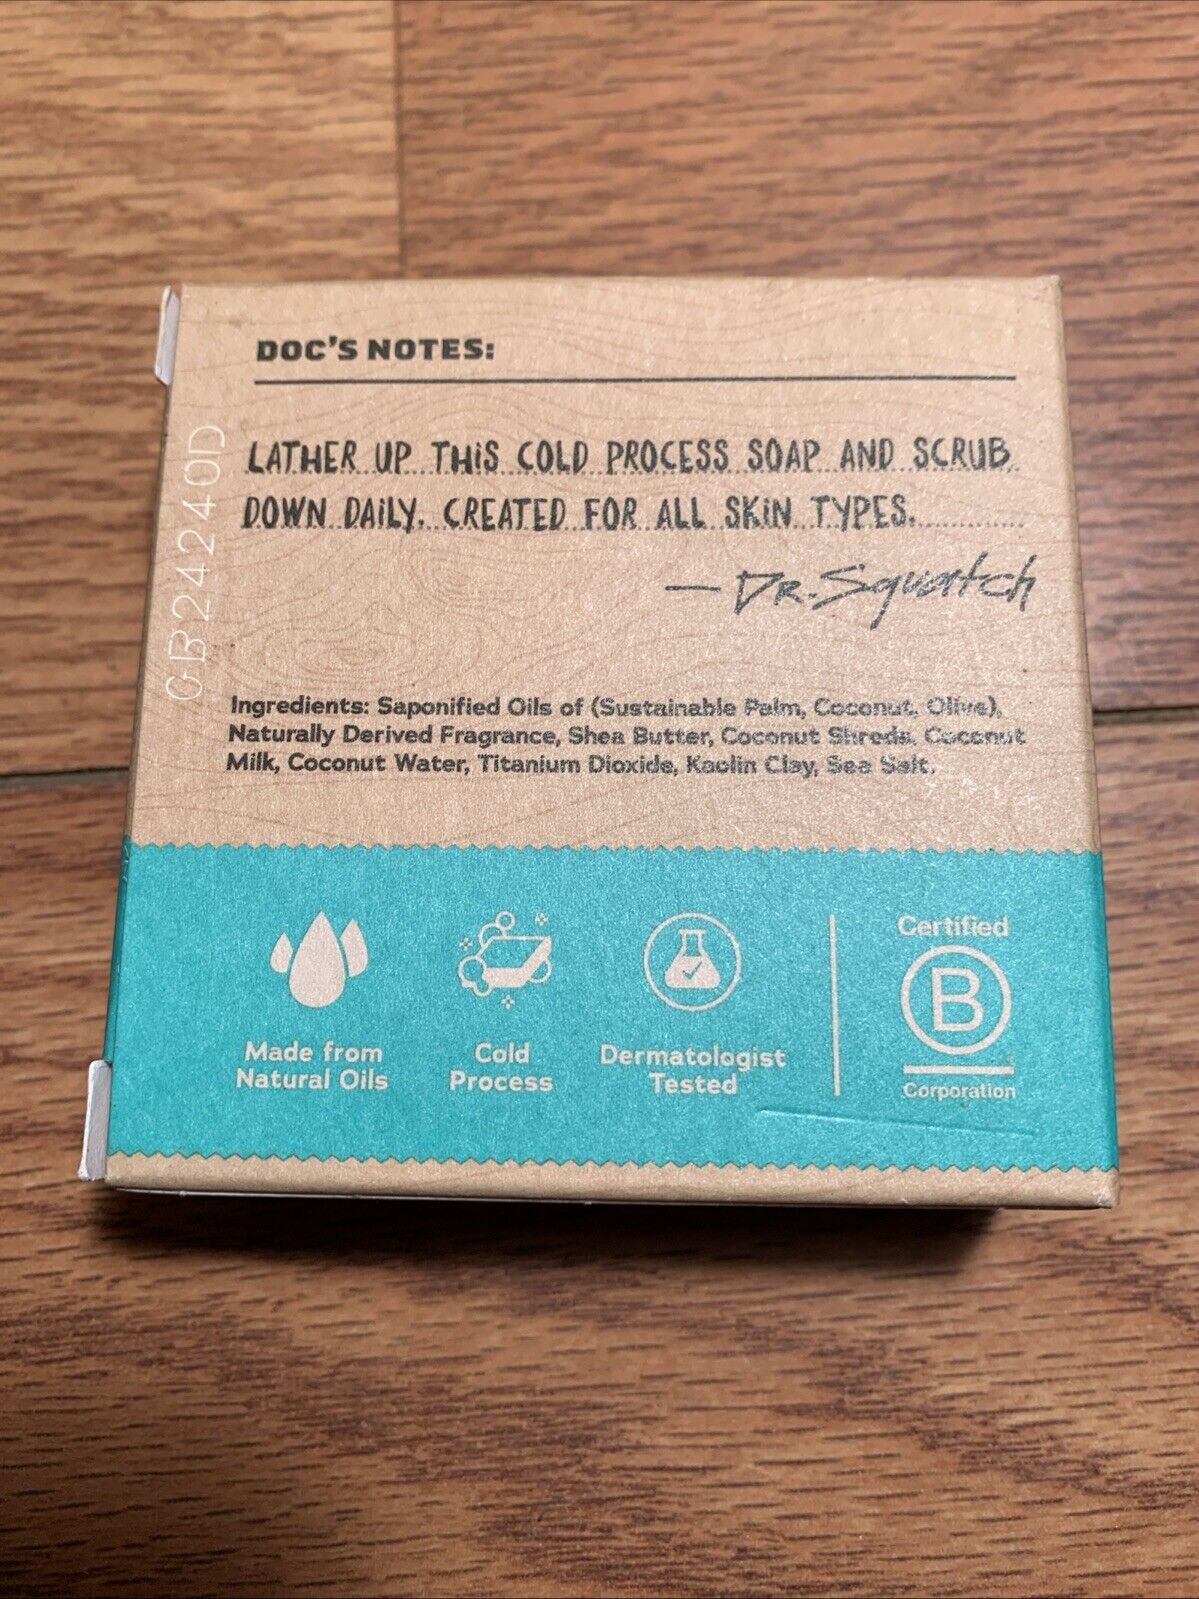 DOC'S NOTES:
LATHER UP THIS COLD PROCESS SOAP AND SCRUB
DOWN DAILY. CREATED FOR ALL SKIN TYPES.
— DR. Squatch
GB24240D
Ingredients: Saponified Oils of (Sustainable Palm, Coconut, Olive),
Naturally Derived Fragrance, Shea Butter, Coconut Shreds, Coconut
Milk, Coconut Water, Titanium Dioxide, Kaolin Clay, Sea Salt.
Made from
Natural Oils
Cold
Process
Dermatologist
Tested
Certified
B
Corporation